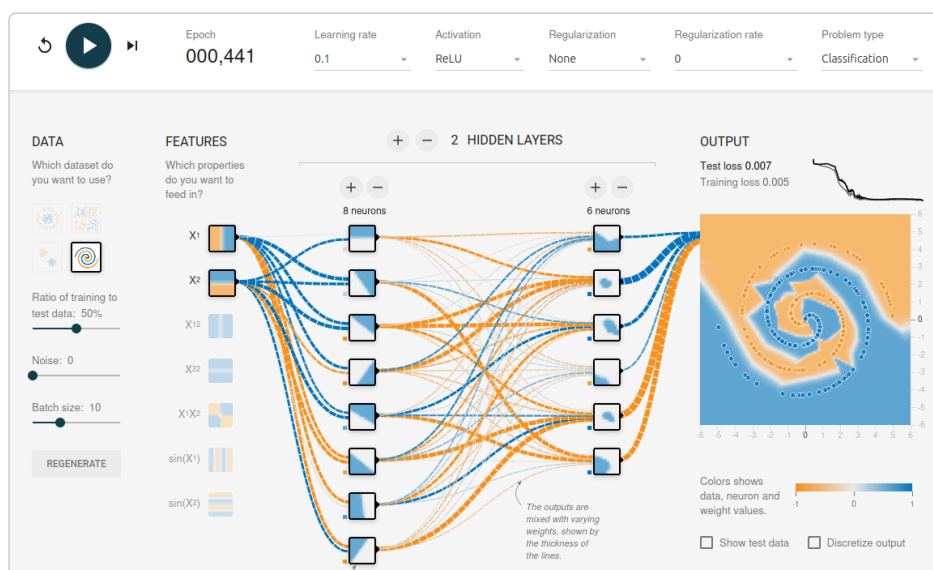 Epoch
000,441
Learning rate
0.1
Activation
ReLU
Regularization
None
Regularization rate
0
Problem type
Classification
DATA
Which dataset do
you want to use?
Ratio of training to
test data: 50%
Noise: 0
Batch size: 10
REGENERATE
FEATURES
Which properties
do you want to
feed in?
X1
X2
X12
X22
X1X2
sin(X1)
sin(X2)
+ − 2 HIDDEN LAYERS
+ −
8 neurons
+ −
6 neurons
The outputs are
mixed with varying
weights, shown by
the thickness of
the lines.
OUTPUT
Test loss 0.007
Training loss 0.005
6
5
4
3
2
1
0
-1
-2
-3
-4
-5
-6
-6 -5 -4 -3 -2 -1 0 1 2 3 4 5 6
Colors shows
data, neuron and
weight values.
-1 0 1
Show test data
Discretize output